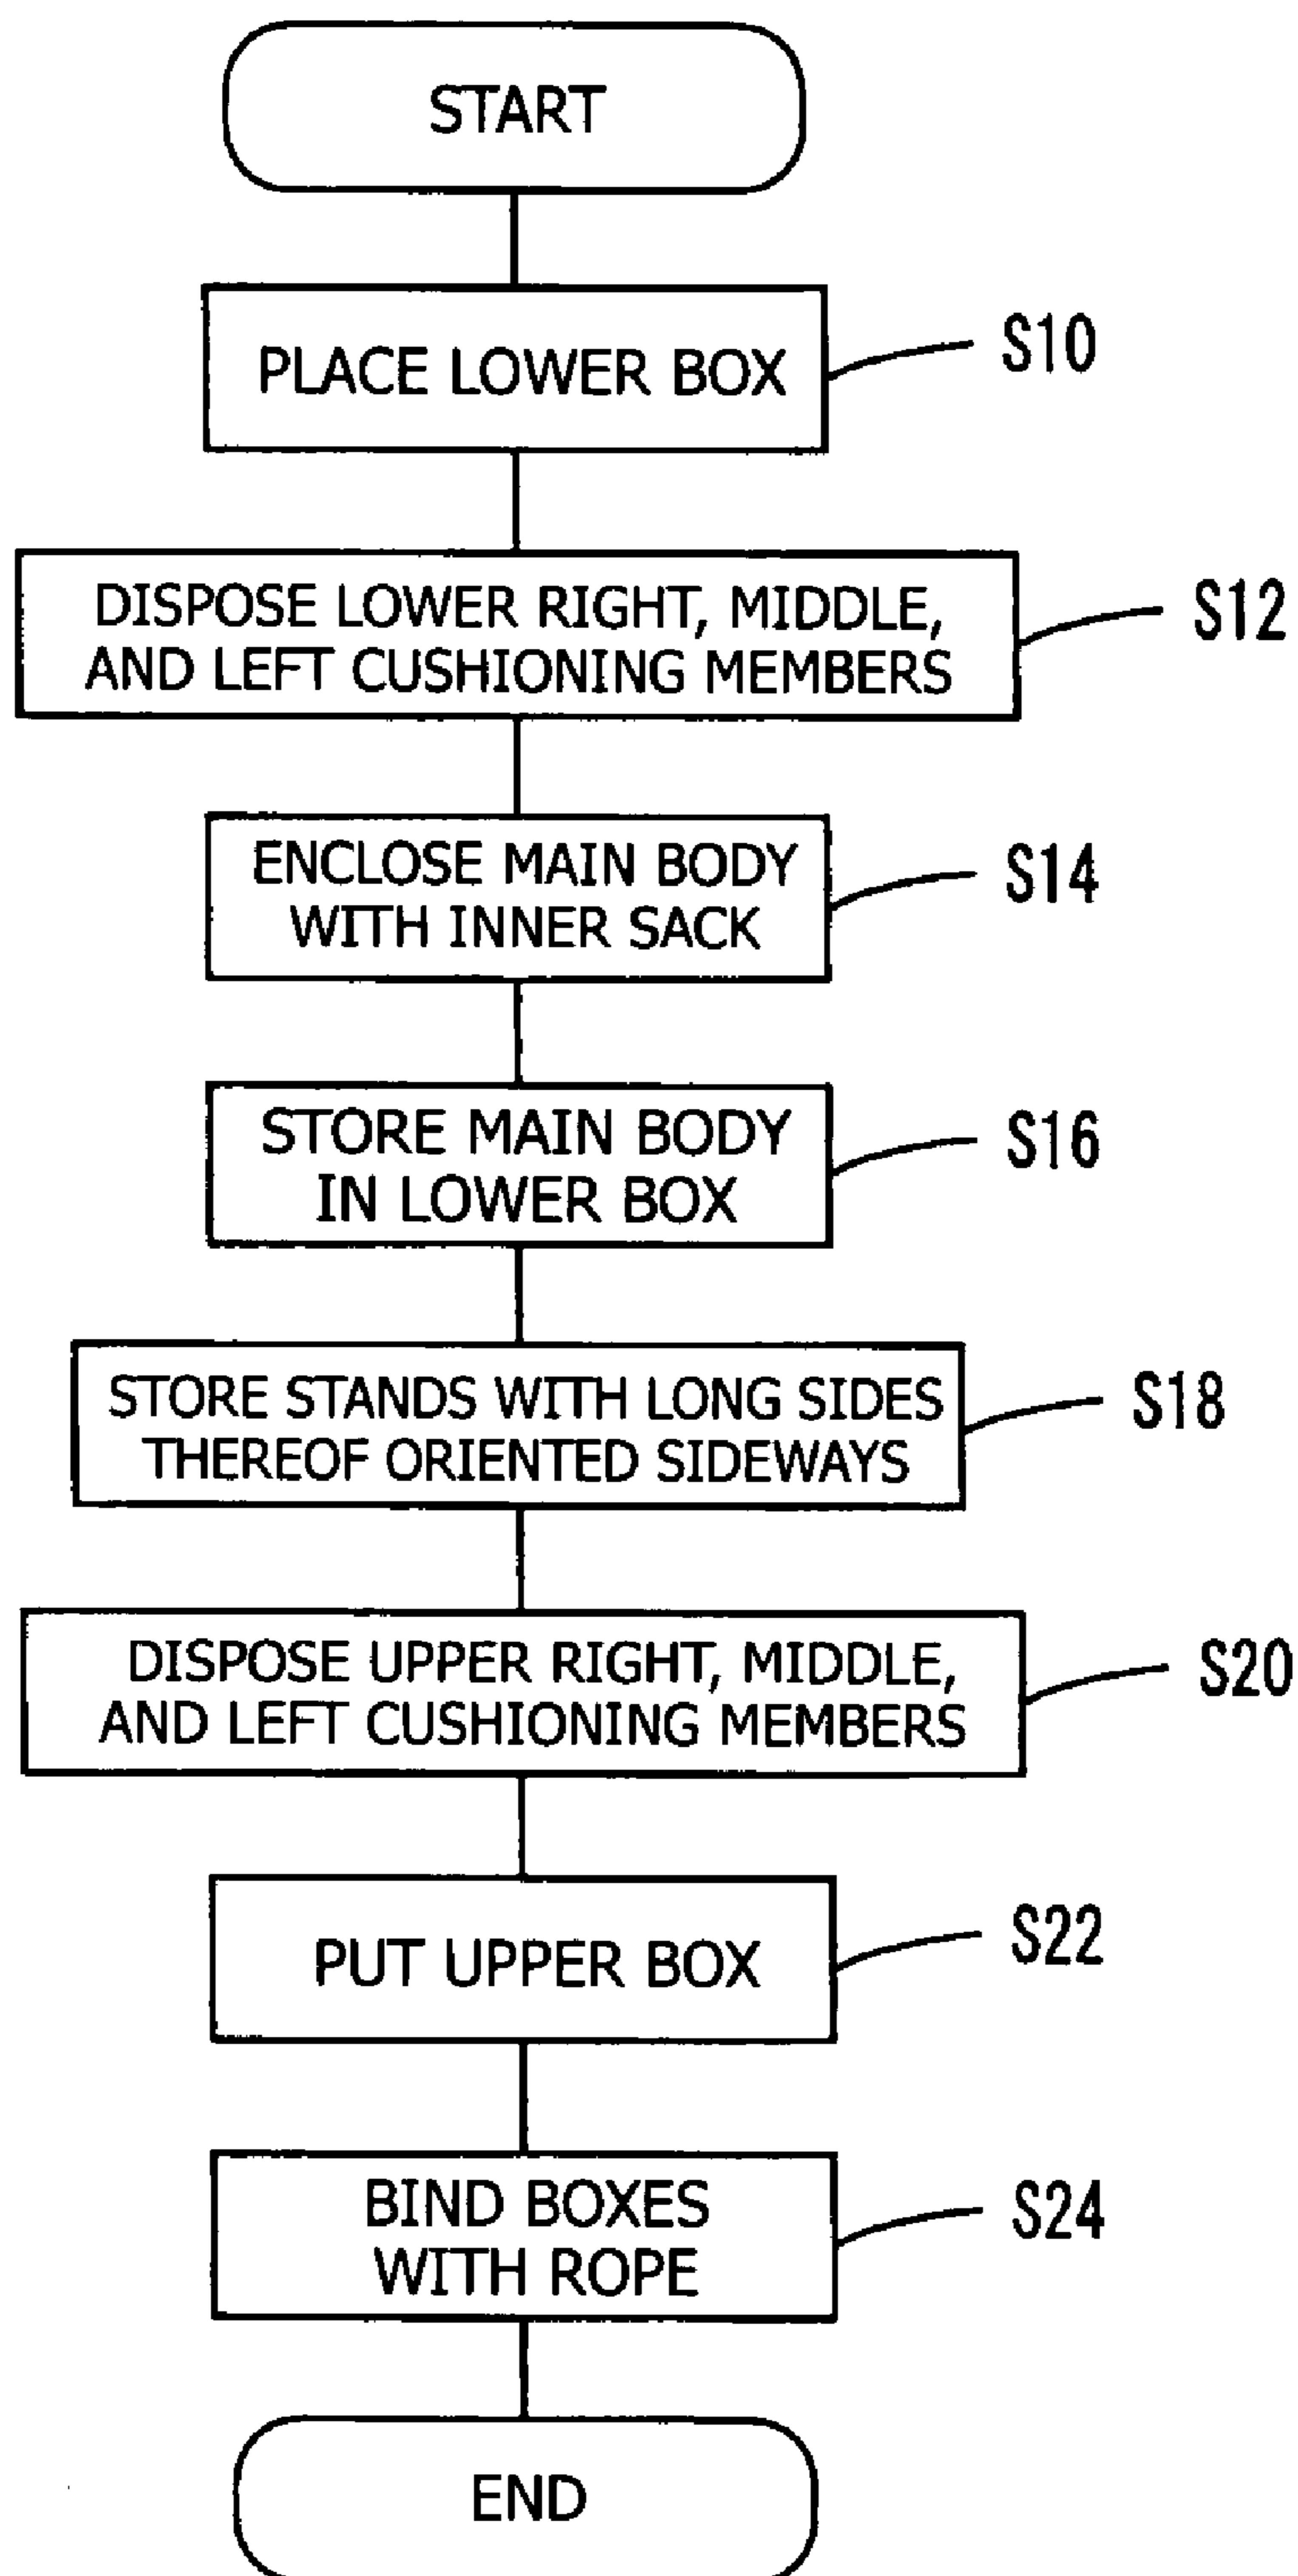 START
PLACE LOWER BOX
S10
DISPOSE LOWER RIGHT, MIDDLE,
AND LEFT CUSHIONING MEMBERS
S12
ENCLOSE MAIN BODY
WITH INNER SACK
S14
STORE MAIN BODY
IN LOWER BOX
S16
STORE STANDS WITH LONG SIDES
THEREOF ORIENTED SIDEWAYS
S18
DISPOSE UPPER RIGHT, MIDDLE,
AND LEFT CUSHIONING MEMBERS
S20
PUT UPPER BOX
S22
BIND BOXES
WITH ROPE
S24
END